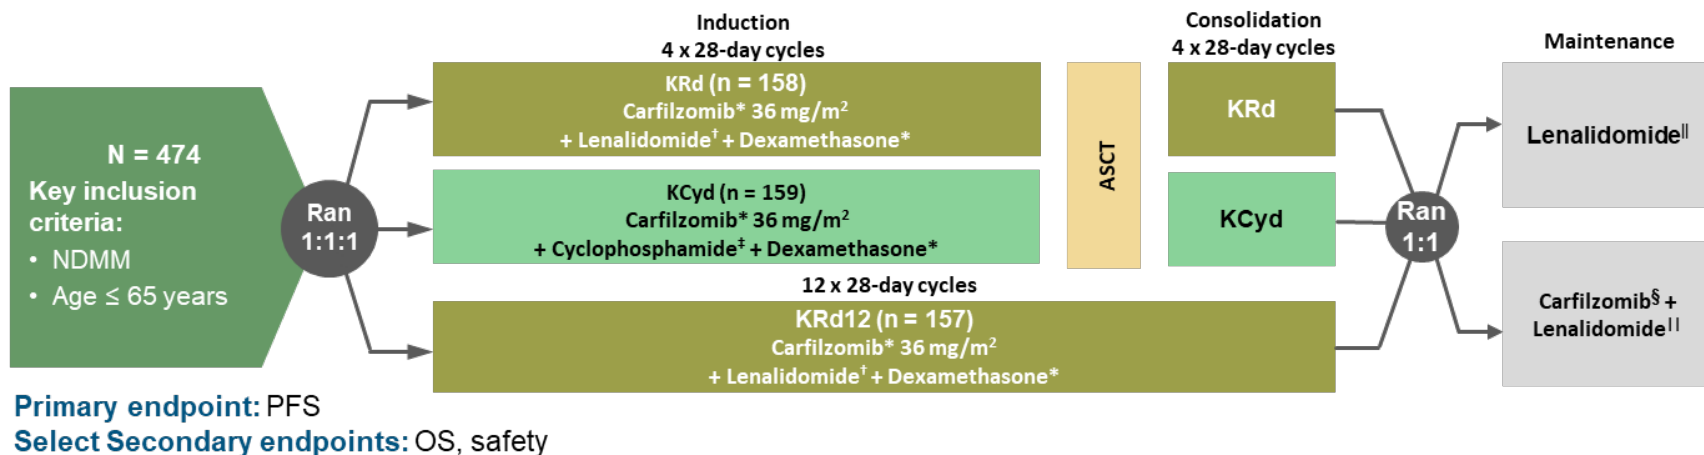 Induction
4 x 28-day cycles
Consolidation
4 x 28-day cycles
Maintenance
N = 474
Key inclusion
criteria:
• NDMM
• Age ≤ 65 years
Ran
1:1:1
KRd (n = 158)
Carfilzomib* 36 mg/m²
+ Lenalidomide† + Dexamethasone*
KCyd (n = 159)
Carfilzomib* 36 mg/m²
+ Cyclophosphamide‡ + Dexamethasone*
ASCT
KRd
KCyd
12 x 28-day cycles
KRd12 (n = 157)
Carfilzomib* 36 mg/m²
+ Lenalidomide† + Dexamethasone*
Ran
1:1
Lenalidomide||
Carfilzomib§ +
Lenalidomide||
Primary endpoint: PFS
Select Secondary endpoints: OS, safety